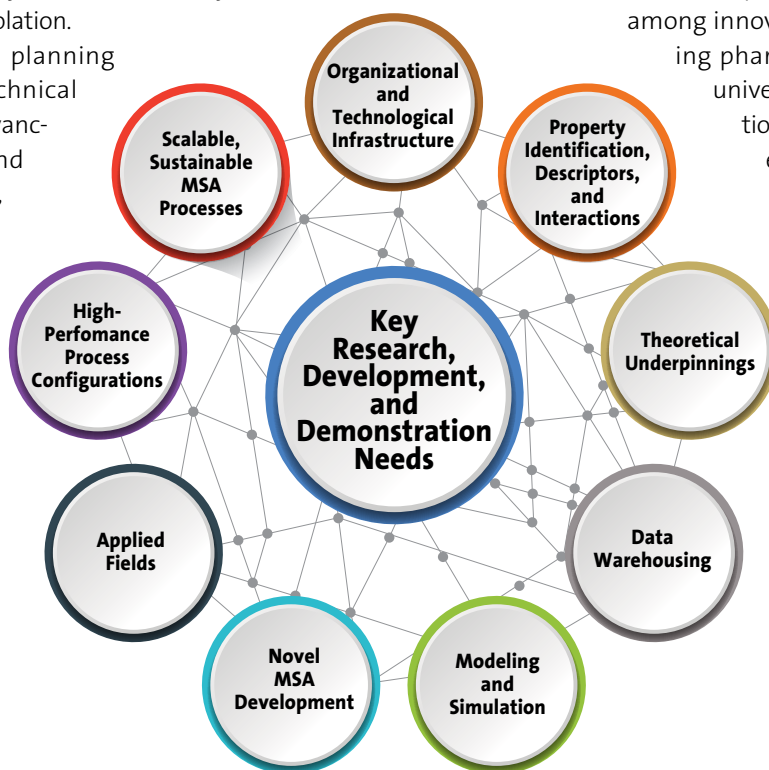 olation.
planning
chnical
vanc-
nd
among innov
ing phar
unive
tio
e
Organizational
and
Technological
Infrastructure
Scalable,
Sustainable
MSA
Processes
Property
Identification,
Descriptors,
and
Interactions
High-
Perfomance
Process
Configurations
Key
Research,
Development,
and
Demonstration
Needs
Theoretical
Underpinnings
Applied
Fields
Data
Warehousing
Novel
MSA
Development
Modeling
and
Simulation